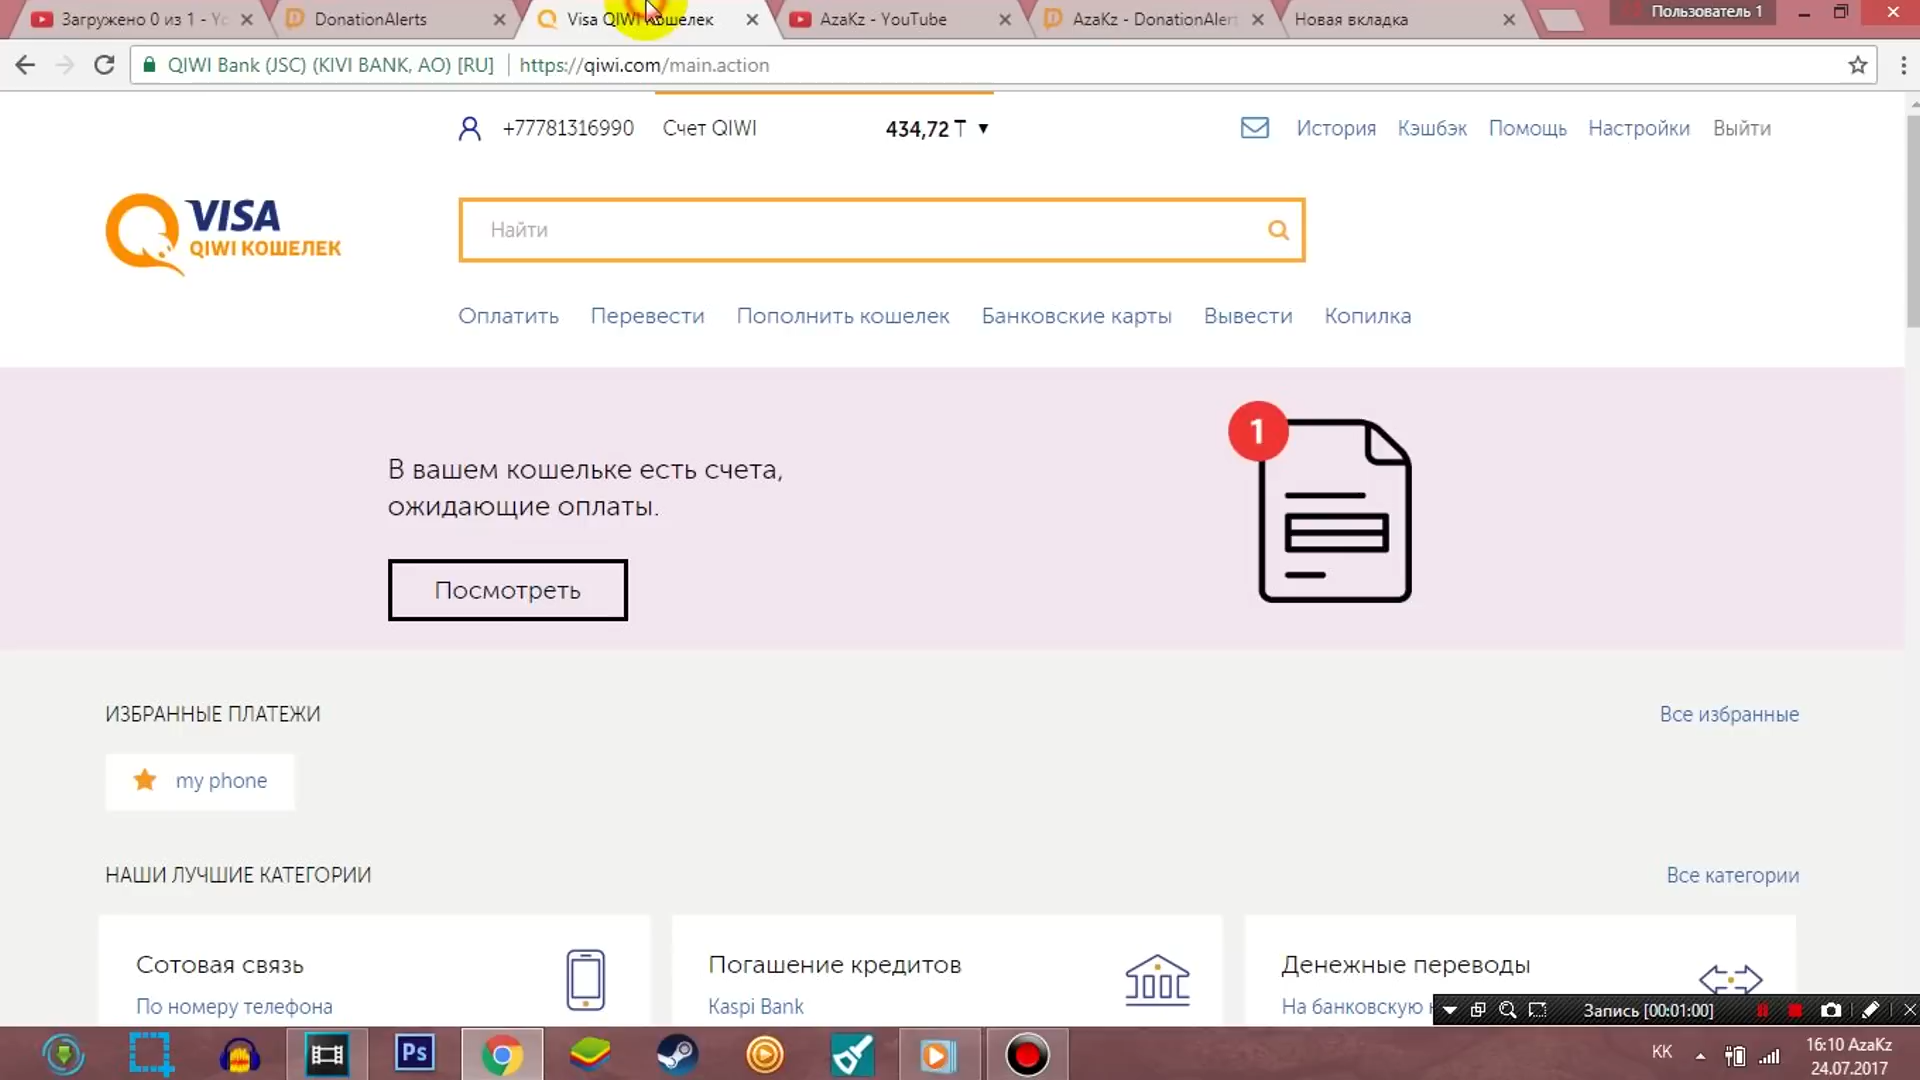 Загружено 0 из 1 - Yo
DonationAlerts
Visa QIWI Кошелек
AzaKz - YouTube
AzaKz - DonationAler
Новая вкладка
Пользователь 1
QIWI Bank (JSC) (KIVI BANK, AO) [RU]
https://qiwi.com/main.action
+77781316990
Счет QIWI
434,72 ₸
История
Кэшбэк
Помощь
Настройки
Выйти
VISA
QIWI КОШЕЛЕК
Найти
Оплатить
Перевести
Пополнить кошелек
Банковские карты
Вывести
Копилка
В вашем кошельке есть счета,
ожидающие оплаты.
1
Посмотреть
ИЗБРАННЫЕ ПЛАТЕЖИ
Все избранные
my phone
НАШИ ЛУЧШИЕ КАТЕГОРИИ
Все категории
Сотовая связь
По номеру телефона
Погашение кредитов
Kaspi Bank
Денежные переводы
На банковскую
Запись [00:01:00]
Ps
KK
16:10 AzaKz
24.07.2017